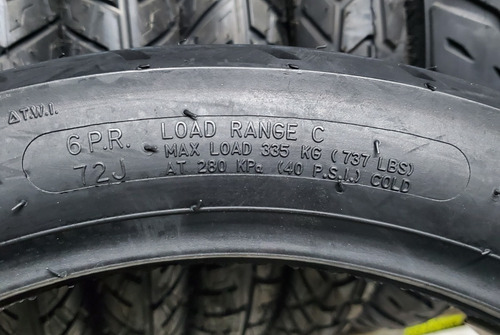 △T.W.I.
6 P.R. LOAD RANGE C
72J MAX LOAD 335 KG (737 LBS)
AT 280 KPa (40 P.S.I.) COLD